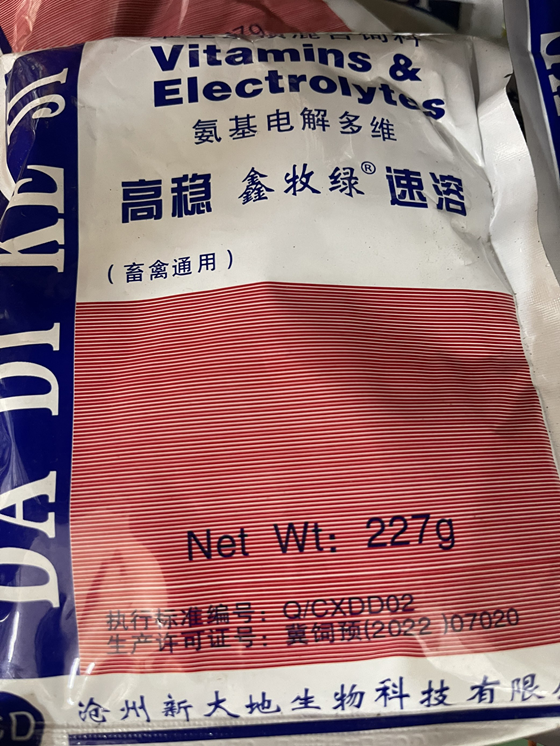 Vitamins &
Electrolytes
氨基电解多维
高稳 鑫牧绿® 速溶
(畜禽通用)
DA DI KE JI
Net Wt: 227g
执行标准编号: Q/CXDD02
生产许可证号: 冀饲预(2022)07020
沧州新大地生物科技有限